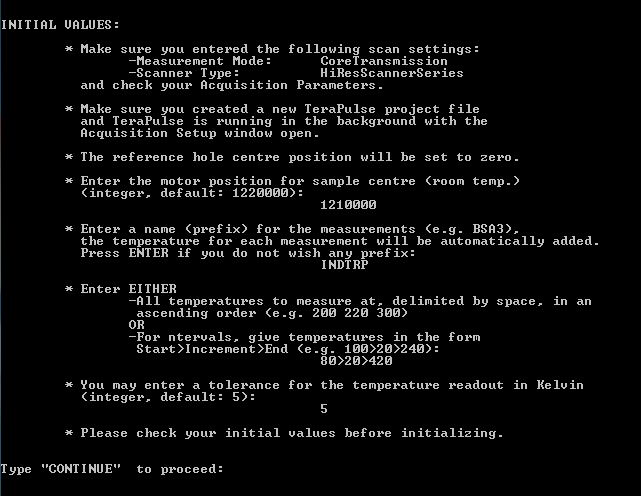 INITIAL VALUES:
* Make sure you entered the following scan settings:
-Measurement Mode: CoreTransmission
-Scanner Type: HiResScannerSeries
and check your Acquisition Parameters.
* Make sure you created a new TeraPulse project file
and TeraPulse is running in the background with the
Acquisition Setup window open.
* The reference hole centre position will be set to zero.
* Enter the motor position for sample centre (room temp.)
(integer, default: 1220000):
1210000
* Enter a name (prefix) for the measurements (e.g. BSA3),
the temperature for each measurement will be automatically added.
Press ENTER if you do not wish any prefix:
INDTRP
* Enter EITHER
-All temperatures to measure at, delimited by space, in an
ascending order (e.g. 200 220 300)
OR
-For ntervals, give temperatures in the form
Start>Increment>End (e.g. 100>20>240):
80>20>420
* You may enter a tolerance for the temperature readout in Kelvin
(integer, default: 5):
5
* Please check your initial values before initializing.
Type "CONTINUE" to proceed: